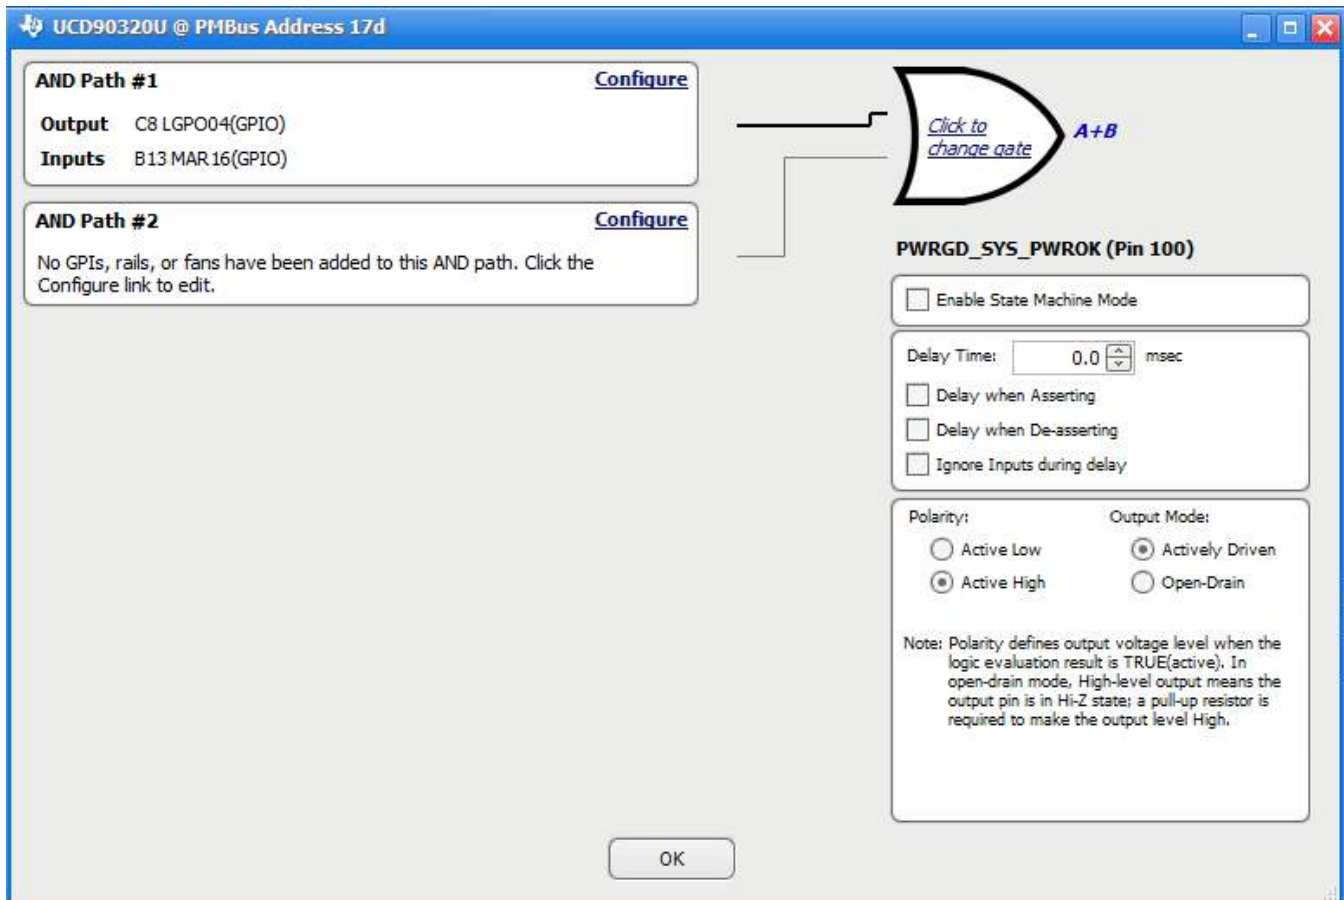 UCD90320U @ PMBus Address 17d
AND Path #1
Configure
Output C8 LGPO04(GPIO)
Inputs B13 MAR16(GPIO)
AND Path #2
Configure
No GPIs, rails, or fans have been added to this AND path. Click the
Configure link to edit.
Click to
change gate
A+B
PWRGD_SYS_PWROK (Pin 100)
Enable State Machine Mode
Delay Time: 0.0 msec
Delay when Asserting
Delay when De-asserting
Ignore Inputs during delay
Polarity: Output Mode:
Active Low Actively Driven
Active High Open-Drain
Note: Polarity defines output voltage level when the
logic evaluation result is TRUE(active). In
open-drain mode, High-level output means the
output pin is in Hi-Z state; a pull-up resistor is
required to make the output level High.
OK